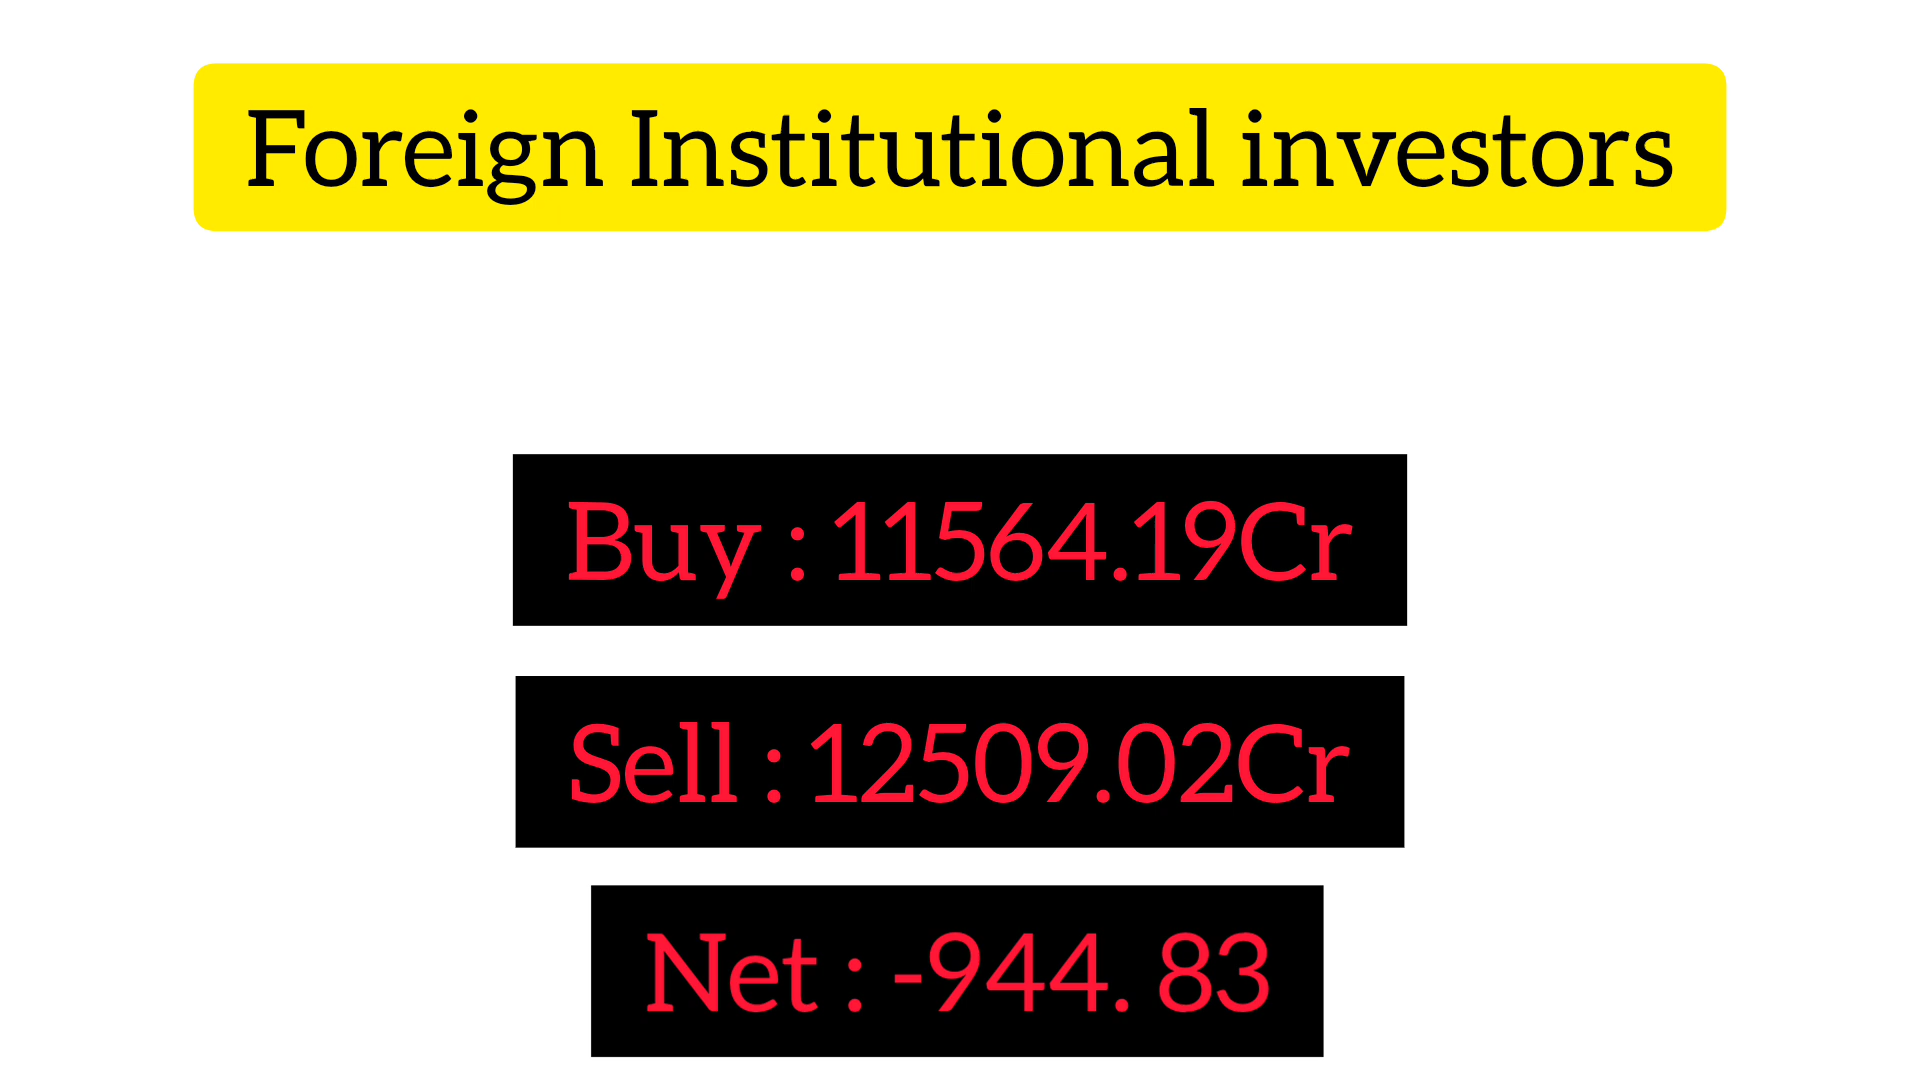 Foreign Institutional investors
Buy : 11564.19Cr
Sell : 12509.02Cr
Net : -944. 83